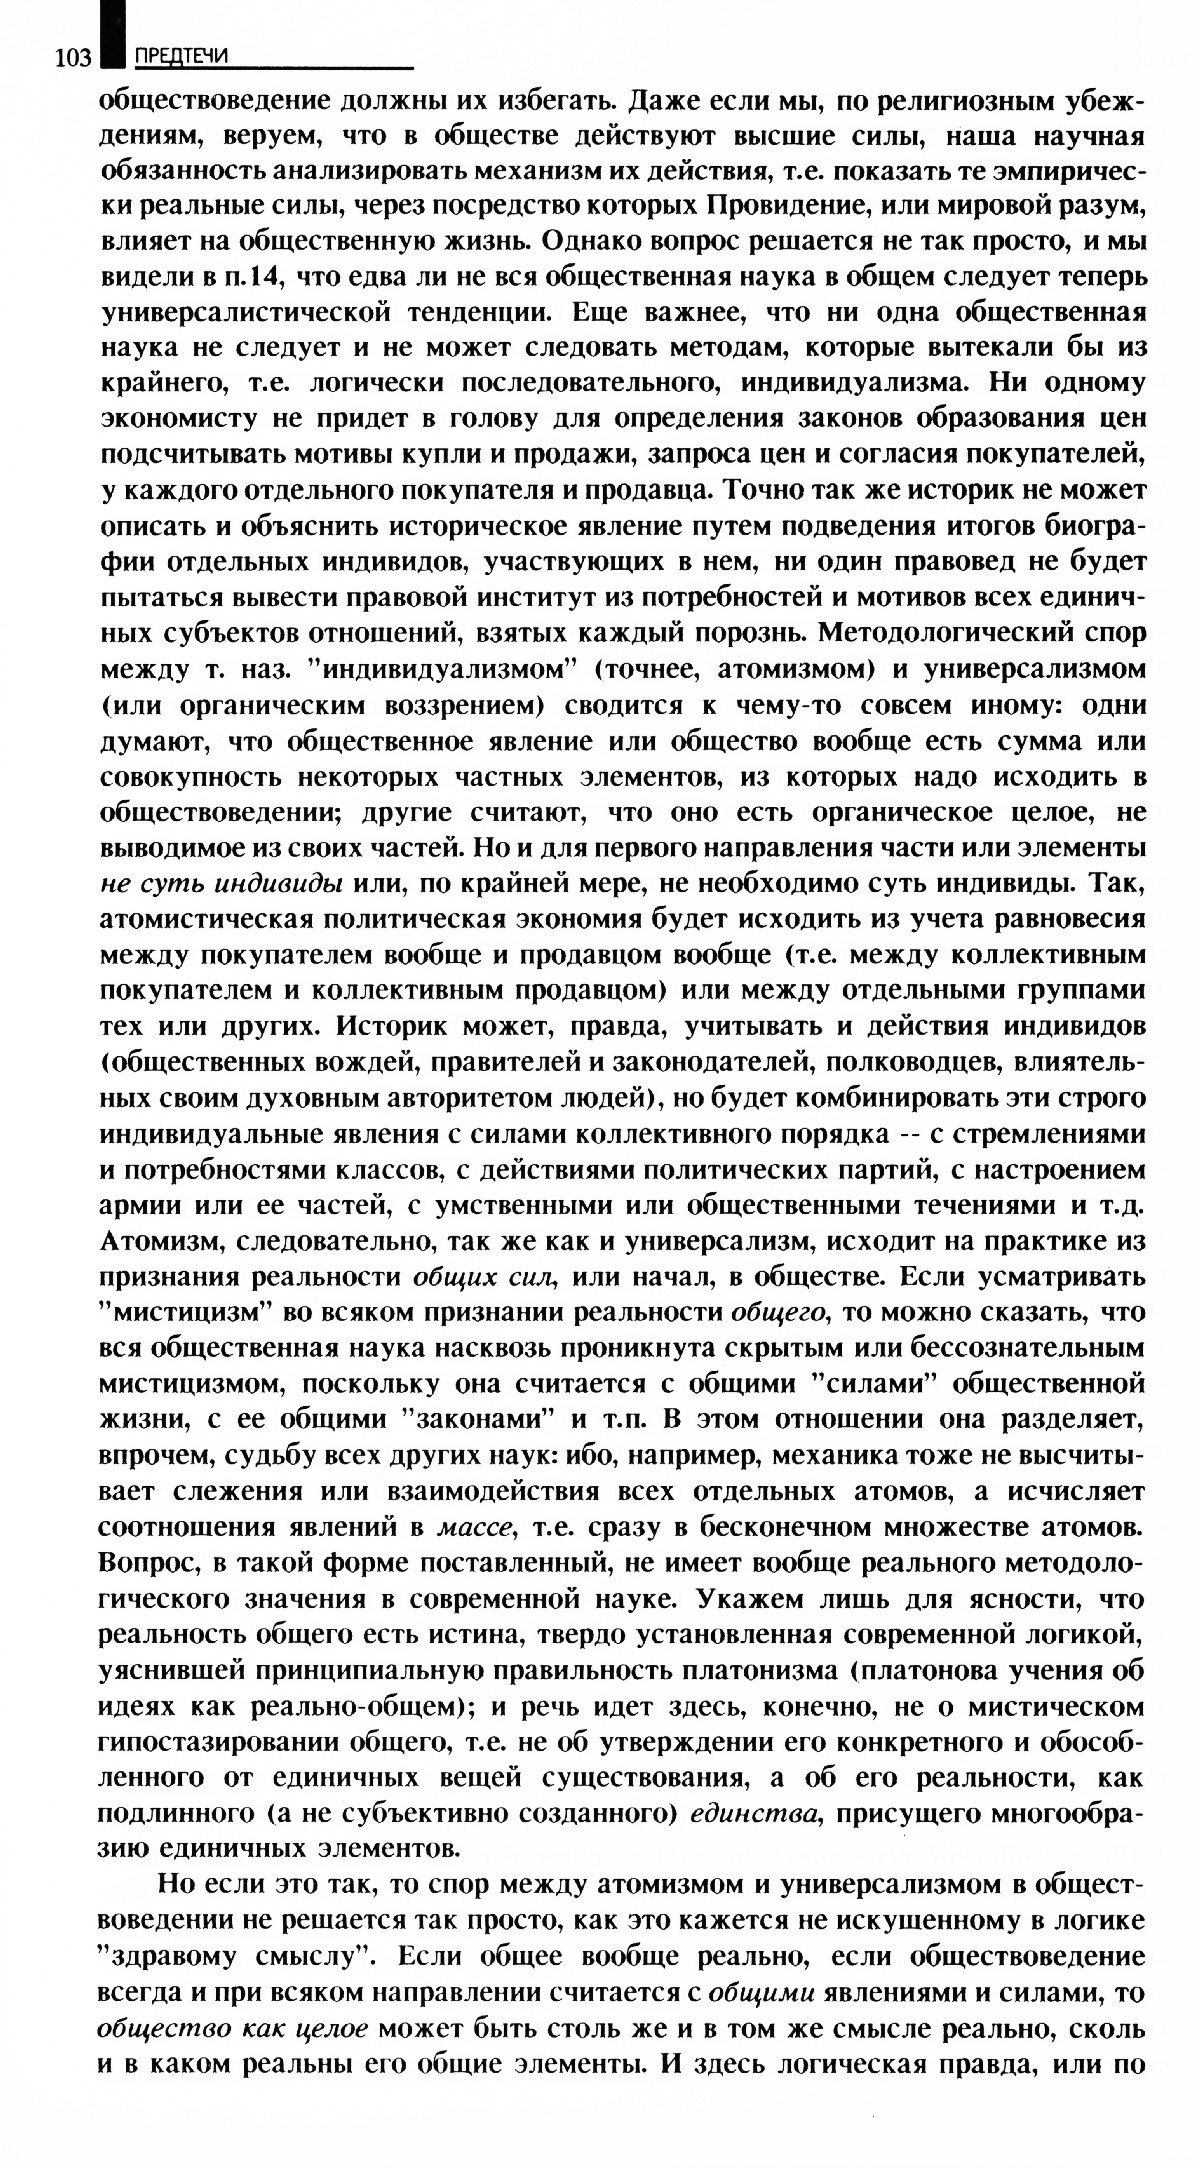 103 ПРЕДТЕЧИ
обществоведение должны их избегать. Даже если мы, по религиозным убеж-
дениям, веруем, что в обществе действуют высшие силы, наша научная
обязанность анализировать механизм их действия, т.е. показать те эмпиричес-
ки реальные силы, через посредство которых Провидение, или мировой разум,
влияет на общественную жизнь. Однако вопрос решается не так просто, и мы
видели в п.14, что едва ли не вся общественная наука в общем следует теперь
универсалистической тенденции. Еще важнее, что ни одна общественная
наука не следует и не может следовать методам, которые вытекали бы из
крайнего, т.е. логически последовательного, индивидуализма. Ни одному
экономисту не придет в голову для определения законов образования цен
подсчитывать мотивы купли и продажи, запроса цен и согласия покупателей,
у каждого отдельного покупателя и продавца. Точно так же историк не может
описать и объяснить историческое явление путем подведения итогов биогра-
фии отдельных индивидов, участвующих в нем, ни один правовед не будет
пытаться вывести правовой институт из потребностей и мотивов всех единич-
ных субъектов отношений, взятых каждый порознь. Методологический спор
между т. наз. ”индивидуализмом” (точнее, атомизмом) и универсализмом
(или органическим воззрением) сводится к чему-то совсем иному: одни
думают, что общественное явление или общество вообще есть сумма или
совокупность некоторых частных элементов, из которых надо исходить в
обществоведении; другие считают, что оно есть органическое целое, не
выводимое из своих частей. Но и для первого направления части или элементы
не суть индивиды или, по крайней мере, не необходимо суть индивиды. Так,
атомистическая политическая экономия будет исходить из учета равновесия
между покупателем вообще и продавцом вообще (т.е. между коллективным
покупателем и коллективным продавцом) или между отдельными группами
тех или других. Историк может, правда, учитывать и действия индивидов
(общественных вождей, правителей и законодателей, полководцев, влиятель-
ных своим духовным авторитетом людей), но будет комбинировать эти строго
индивидуальные явления с силами коллективного порядка -- с стремлениями
и потребностями классов, с действиями политических партий, с настроением
армии или ее частей, с умственными или общественными течениями и т.д.
Атомизм, следовательно, так же как и универсализм, исходит на практике из
признания реальности общих сил, или начал, в обществе. Если усматривать
”мистицизм” во всяком признании реальности общего, то можно сказать, что
вся общественная наука насквозь проникнута скрытым или бессознательным
мистицизмом, поскольку она считается с общими ”силами” общественной
жизни, с ее общими ”законами” и т.п. В этом отношении она разделяет,
впрочем, судьбу всех других наук: ибо, например, механика тоже не высчиты-
вает слежения или взаимодействия всех отдельных атомов, а исчисляет
соотношения явлений в массе, т.е. сразу в бесконечном множестве атомов.
Вопрос, в такой форме поставленный, не имеет вообще реального методоло-
гического значения в современной науке. Укажем лишь для ясности, что
реальность общего есть истина, твердо установленная современной логикой,
уяснившей принципиальную правильность платонизма (платонова учения об
идеях как реально-общем); и речь идет здесь, конечно, не о мистическом
гипостазировании общего, т.е. не об утверждении его конкретного и обособ-
ленного от единичных вещей существования, а об его реальности, как
подлинного (а не субъективно созданного) единства, присущего многообра-
зию единичных элементов.
Но если это так, то спор между атомизмом и универсализмом в общест-
воведении не решается так просто, как это кажется не искушенному в логике
”здравому смыслу”. Если общее вообще реально, если обществоведение
всегда и при всяком направлении считается с общими явлениями и силами, то
общество как целое может быть столь же и в том же смысле реально, сколь
и в каком реальны его общие элементы. И здесь логическая правда, или по